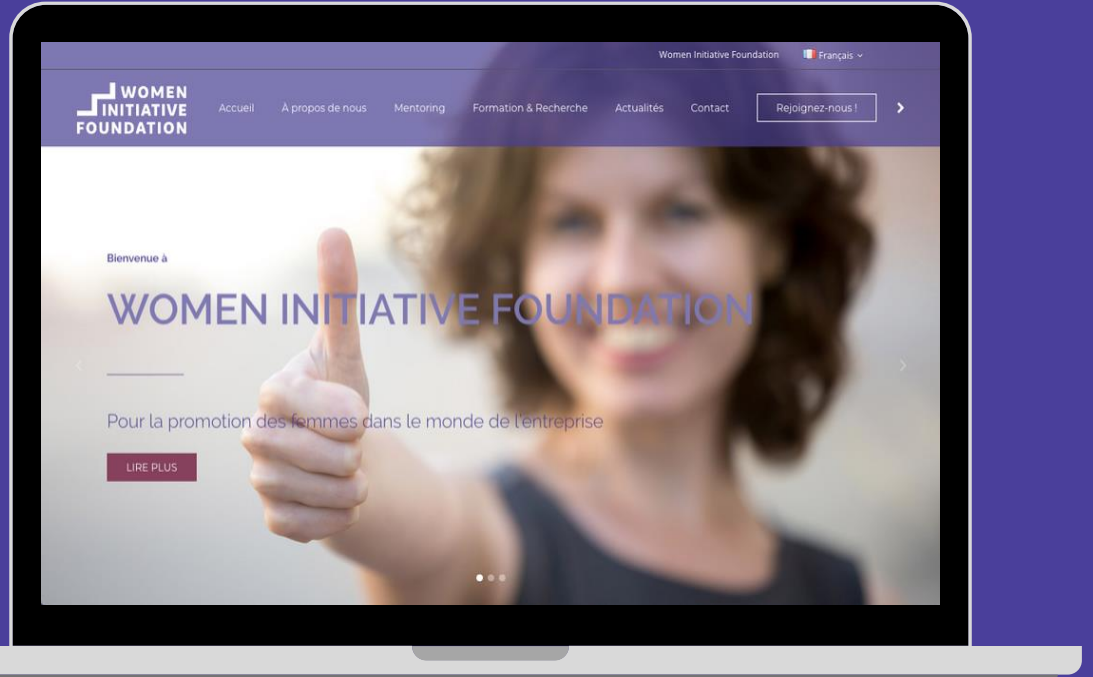 Women Initiative Foundation
Français
WOMEN
INITIATIVE
FOUNDATION
Accueil
À propos de nous
Mentoring
Formation & Recherche
Actualités
Contact
Rejoignez-nous !
Bienvenue à
WOMEN INITIATIVE FOUNDATION
Pour la promotion des femmes dans le monde de l'entreprise
LIRE PLUS